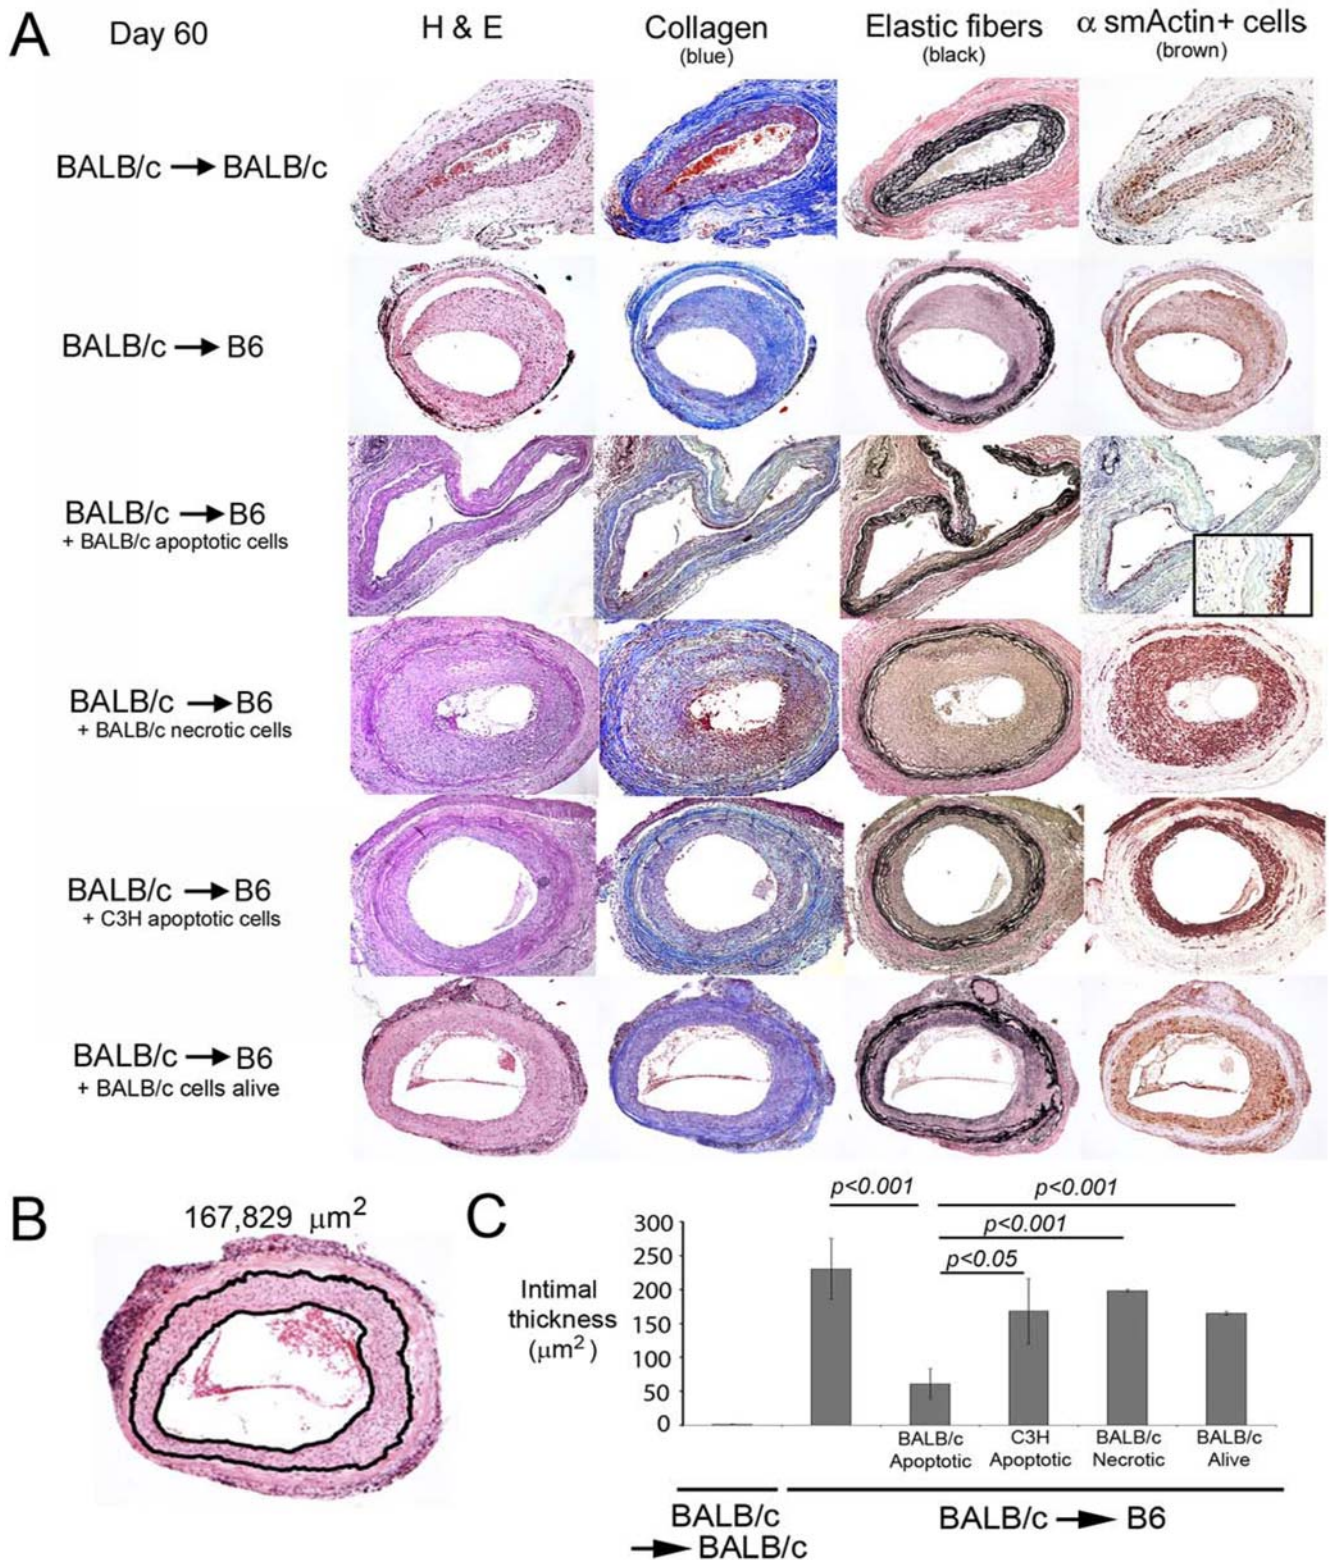 A
Day 60
H & E
Collagen
(blue)
Elastic fibers
(black)
α smActin+ cells
(brown)
BALB/c → BALB/c
BALB/c → B6
BALB/c → B6
+ BALB/c apoptotic cells
BALB/c → B6
+ BALB/c necrotic cells
BALB/c → B6
+ C3H apoptotic cells
BALB/c → B6
+ BALB/c cells alive
B
167,829 μm²
C
p<0.001
p<0.001
p<0.001
p<0.05
Intimal
thickness
(μm²)
300
250
200
150
100
50
0
BALB/c
Apoptotic
C3H
Apoptotic
BALB/c
Necrotic
BALB/c
Alive
BALB/c
→ BALB/c
BALB/c → B6